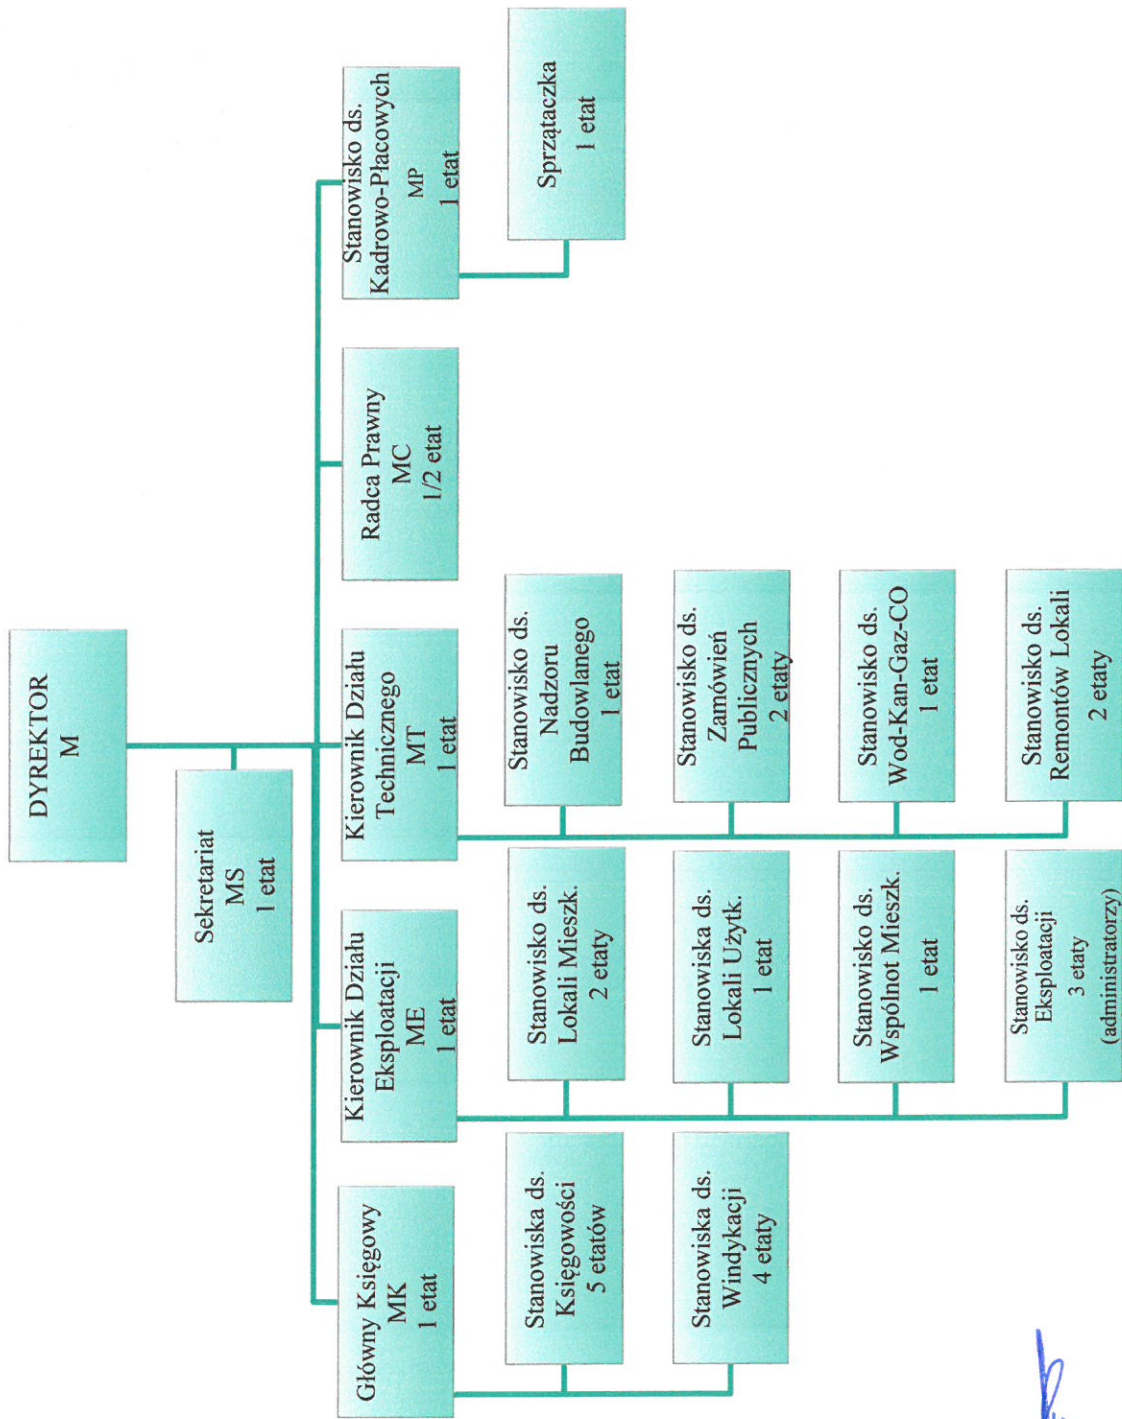 DYREKTOR
M
Sekretariat
MS
1 etat
Główny Księgowy
MK
1 etat
Kierownik Działu
Eksploatacji
ME
1 etat
Kierownik Działu
Technicznego
MT
1 etat
Radca Prawny
MC
1/2 etat
Stanowisko ds.
Kadrowo-Płacowych
MP
1 etat
Stanowiska ds.
Księgowości
5 etatów
Stanowiska ds.
Windykacji
4 etaty
Stanowisko ds.
Lokali Mieszk.
2 etaty
Stanowiska ds.
Lokali Użytk.
1 etat
Stanowisko ds.
Wspólnot Mieszk.
1 etat
Stanowisko ds.
Eksploatacji
3 etaty
(administratorzy)
Stanowisko ds.
Nadzoru
Budowlanego
1 etat
Stanowisko ds.
Zamówień
Publicznych
2 etaty
Stanowisko ds.
Wod-Kan-Gaz-CO
1 etat
Stanowisko ds.
Remontów Lokali
2 etaty
Sprzątaczka
1 etat